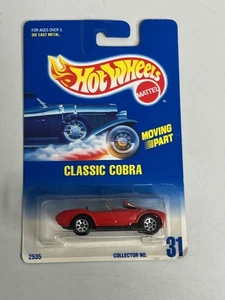 FOR AGES OVER 3
DIE CAST METAL
Hot Wheels
MATTEL
MOVING PART
CLASSIC COBRA
2535
COLLECTOR NO.
31